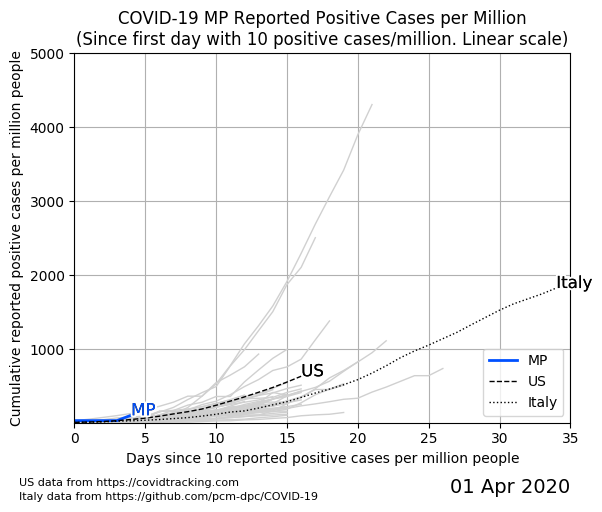 COVID-19 MP Reported Positive Cases per Million
(Since first day with 10 positive cases/million. Linear scale)
Cumulative reported positive cases per million people
5000
4000
3000
2000
1000
Italy
US
MP
MP
US
Italy
0 5 10 15 20 25 30 35
Days since 10 reported positive cases per million people
US data from https://covidtracking.com
Italy data from https://github.com/pcm-dpc/COVID-19
01 Apr 2020